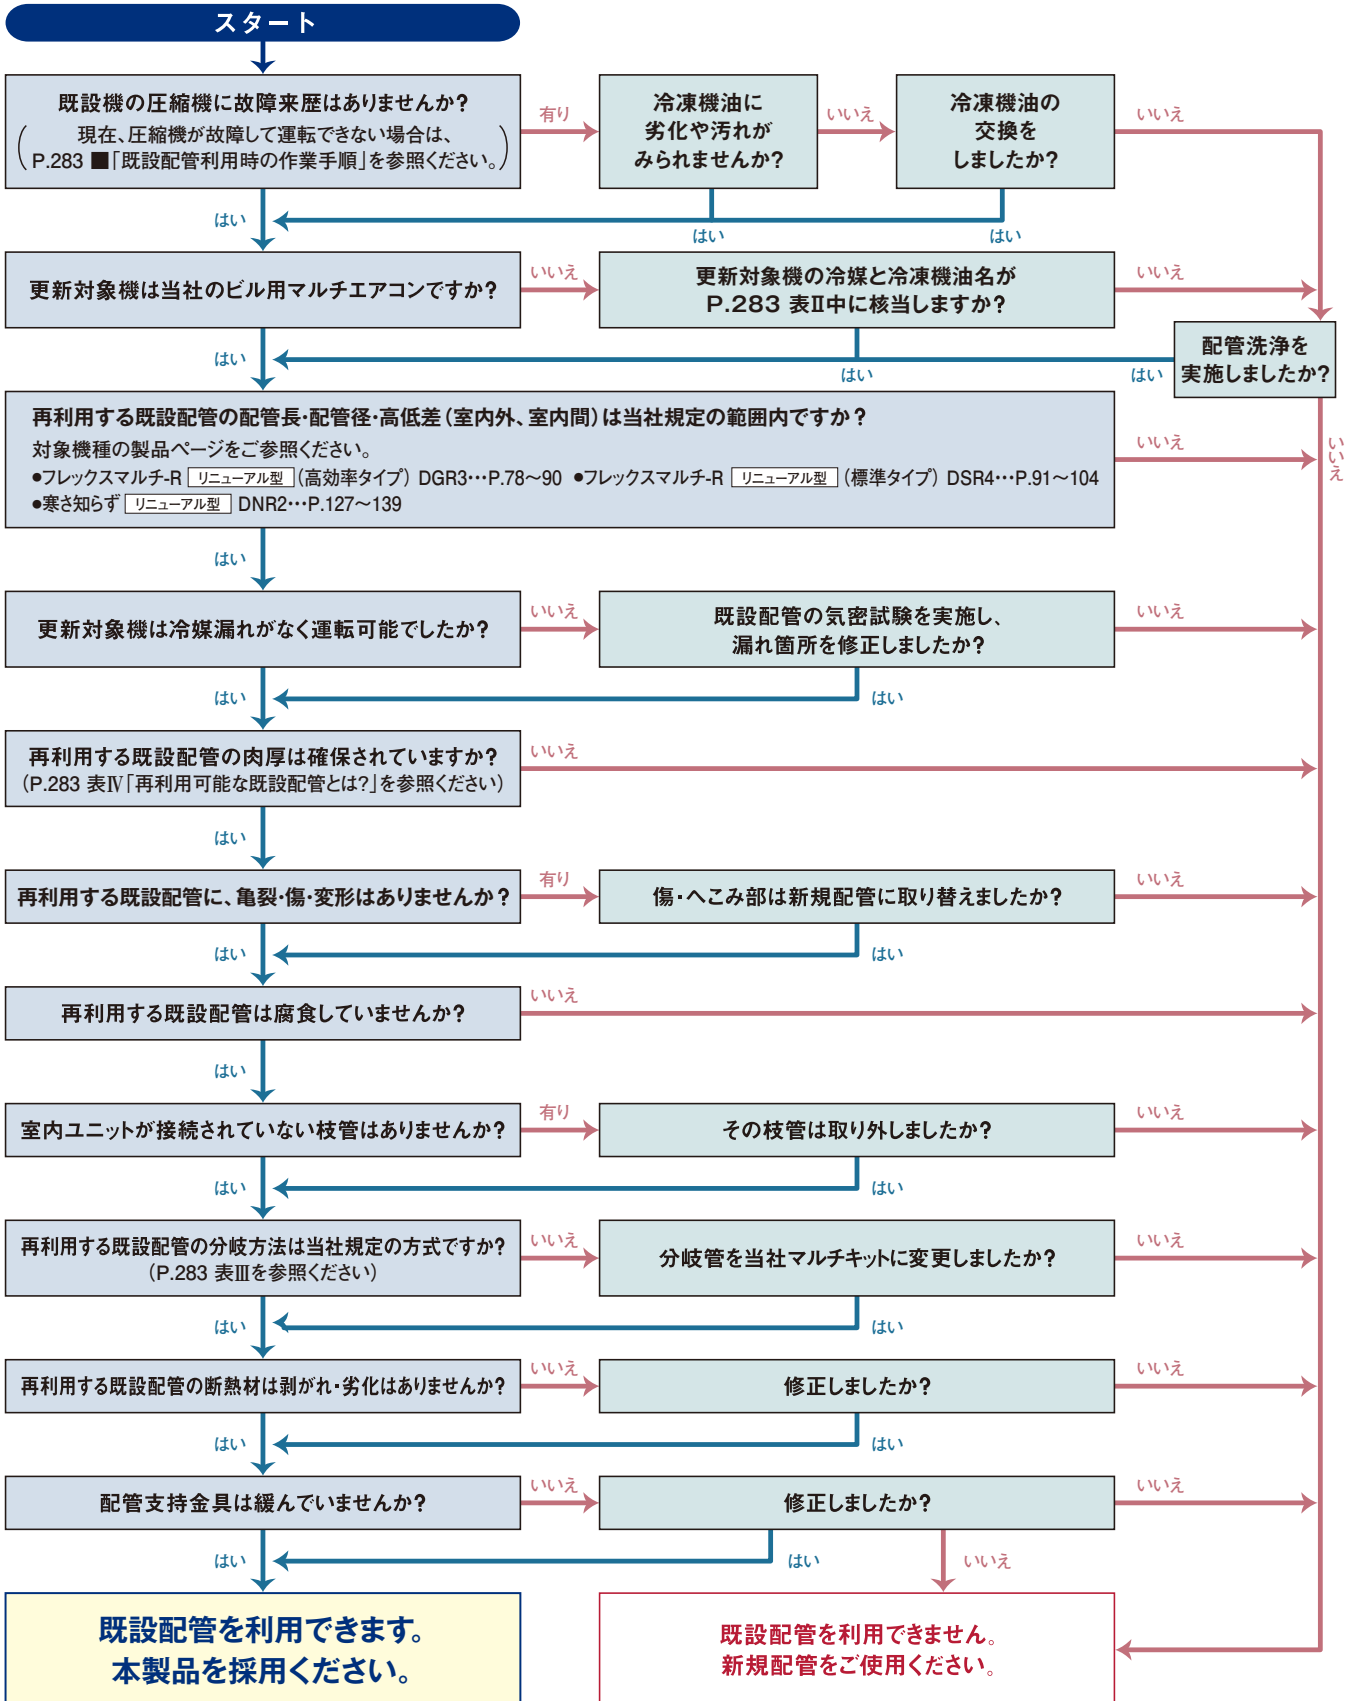 スタート
既設機の圧縮機に故障来歴はありませんか?
現在、圧縮機が故障して運転できない場合は、
P.283 ■「既設配管利用時の作業手順」を参照ください。
有り
冷凍機油に
劣化や汚れが
みられませんか?
いいえ
冷凍機油の
交換を
しましたか?
いいえ
はい
はい
はい
更新対象機は当社のビル用マルチエアコンですか?
いいえ
更新対象機の冷媒と冷凍機油名が
P.283 表Ⅱ中に核当しますか?
いいえ
はい
はい
配管洗浄を
実施しましたか?
はい
いいえ
再利用する既設配管の配管長・配管径・高低差(室内外、室内間)は当社規定の範囲内ですか?
対象機種の製品ページをご参照ください。
●フレックスマルチ-R リニューアル型 (高効率タイプ) DGR3…P.78〜90 ●フレックスマルチ-R リニューアル型 (標準タイプ) DSR4…P.91〜104
●寒さ知らず リニューアル型 DNR2…P.127〜139
いいえ
はい
更新対象機は冷媒漏れがなく運転可能でしたか?
いいえ
既設配管の気密試験を実施し、
漏れ箇所を修正しましたか?
いいえ
はい
はい
再利用する既設配管の肉厚は確保されていますか?
(P.283 表Ⅳ「再利用可能な既設配管とは?」を参照ください)
いいえ
はい
再利用する既設配管に、亀裂・傷・変形はありませんか?
有り
傷・へこみ部は新規配管に取り替えましたか?
いいえ
はい
はい
再利用する既設配管は腐食していませんか?
いいえ
はい
室内ユニットが接続されていない枝管はありませんか?
有り
その枝管は取り外しましたか?
いいえ
はい
はい
再利用する既設配管の分岐方法は当社規定の方式ですか?
(P.283 表Ⅲを参照ください)
いいえ
分岐管を当社マルチキットに変更しましたか?
いいえ
はい
はい
再利用する既設配管の断熱材は剥がれ・劣化はありませんか?
いいえ
修正しましたか?
いいえ
はい
はい
配管支持金具は緩んでいませんか?
いいえ
修正しましたか?
いいえ
はい
はい
いいえ
既設配管を利用できます。
本製品を採用ください。
既設配管を利用できません。
新規配管をご使用ください。